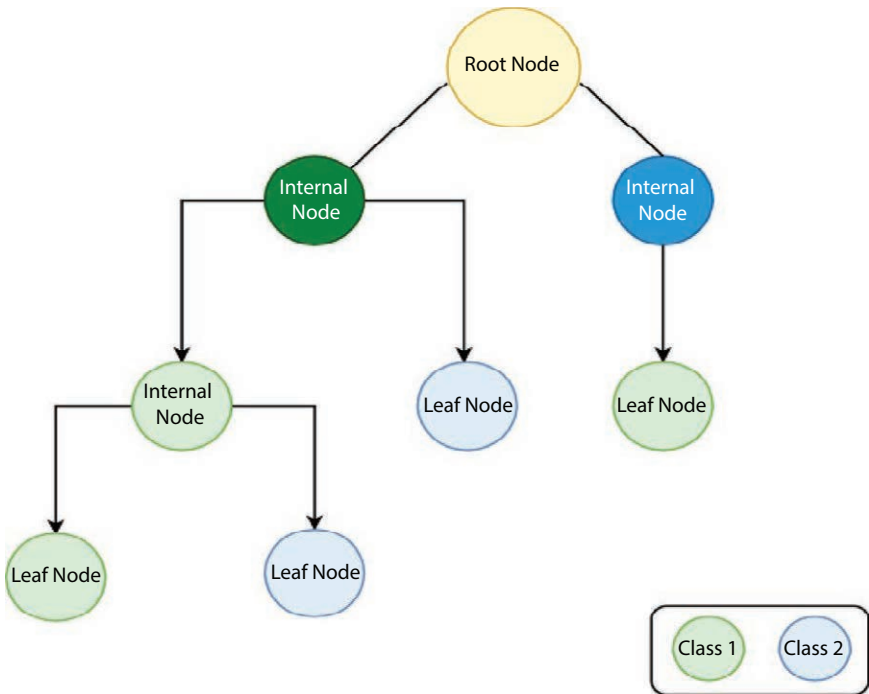 Root Node
Internal
Node
Internal
Node
Internal
Node
Leaf Node
Leaf Node
Leaf Node
Leaf Node
Class 1
Class 2